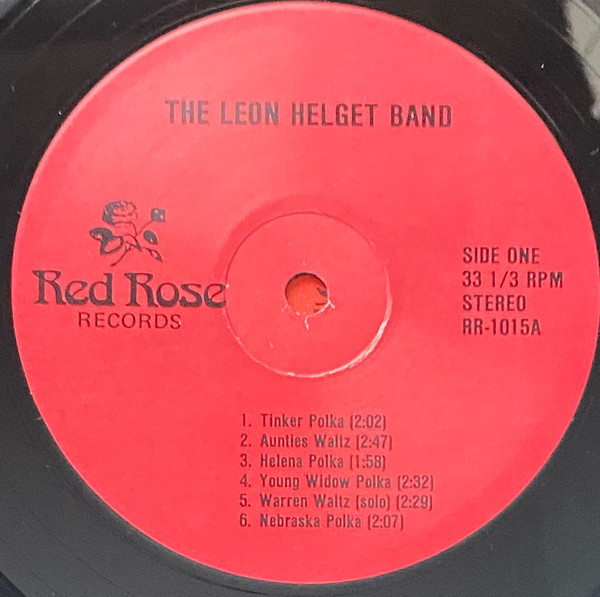 THE LEON HELGET BAND
Red Rose
RECORDS
SIDE ONE
33 1/3 RPM
STEREO
RR-1015A
1. Tinker Polka (2:02)
2. Aunties Waltz (2:47)
3. Helena Polka (1:58)
4. Young Widow Polka (2:32)
5. Warren Waltz (solo) (2:29)
6. Nebraska Polka (2:07)